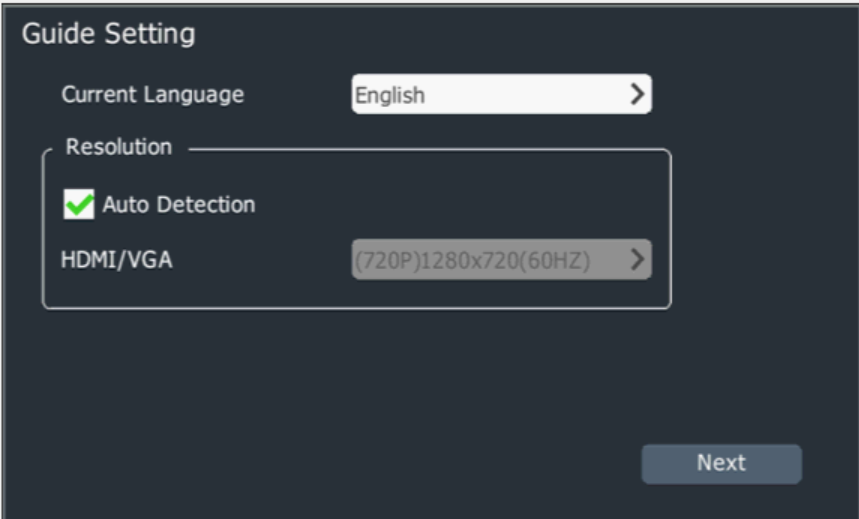 Guide Setting
Current Language English
Resolution
Auto Detection
HDMI/VGA (720P)1280x720(60HZ)
Next